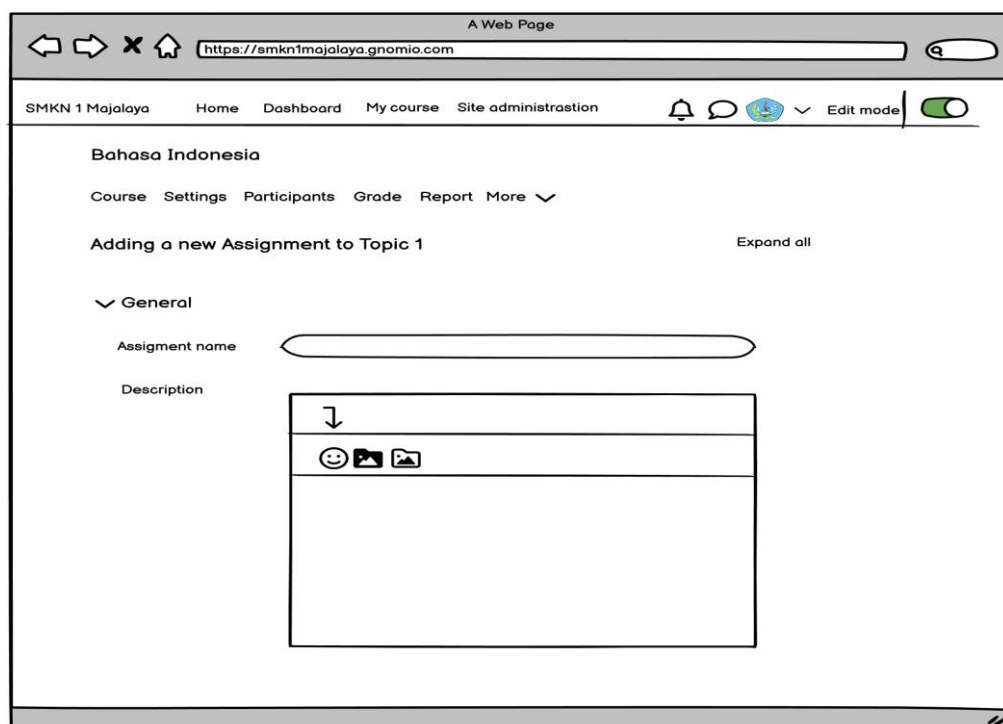 A Web Page
https://smkn1majalaya.gnomio.com
SMKN 1 Majalaya Home Dashboard My course Site administrastion Edit mode
Bahasa Indonesia
Course Settings Participants Grade Report More
Adding a new Assignment to Topic 1 Expand all
General
Assigment name
Description